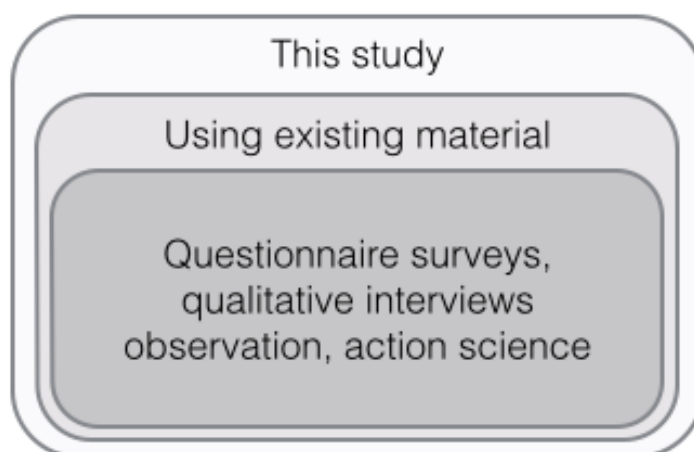 This study
Using existing material
Questionnaire surveys,
qualitative interviews
observation, action science